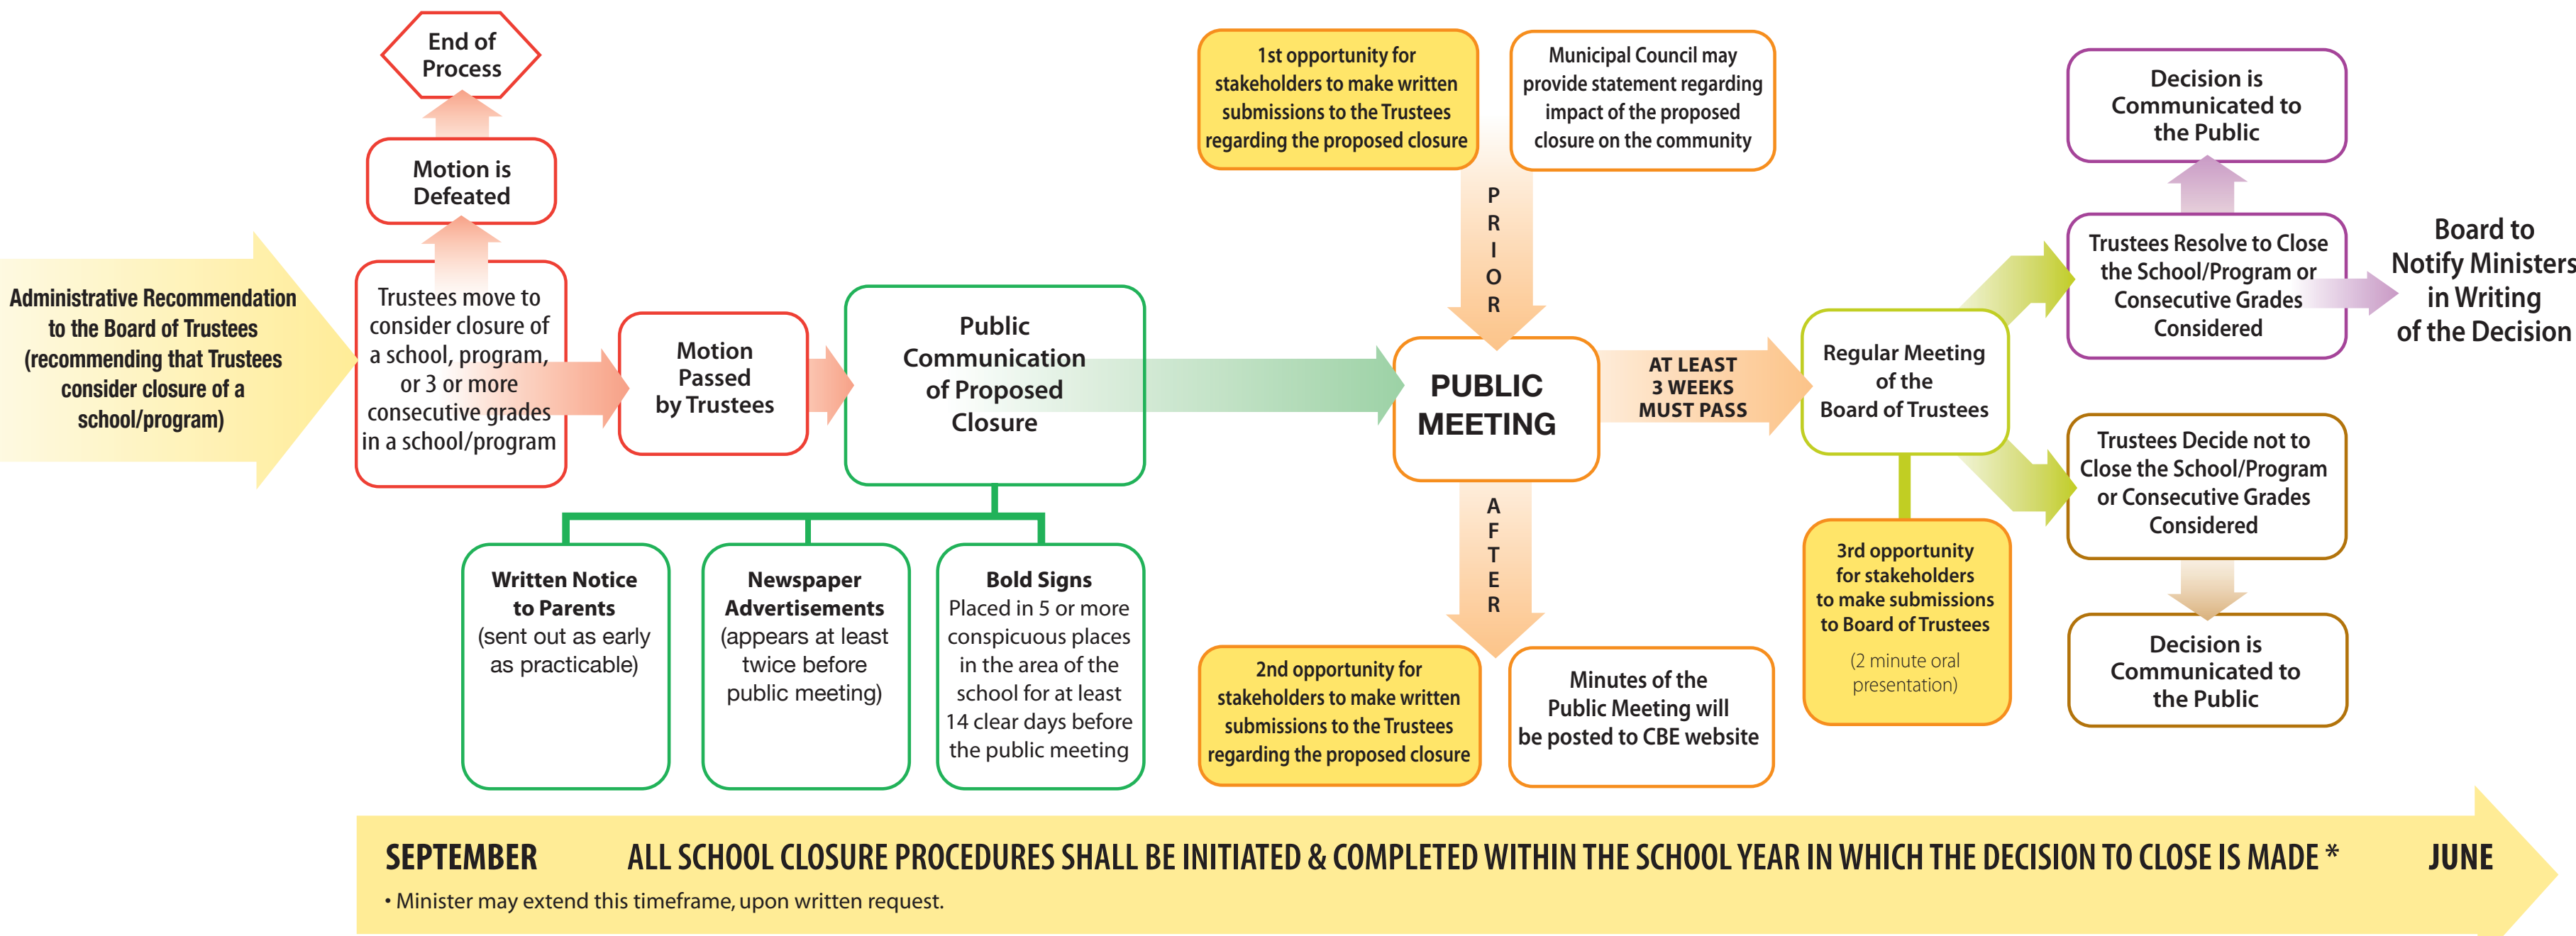 End of
Process
Motion is
Defeated
Administrative Recommendation
to the Board of Trustees
(recommending that Trustees
consider closure of a
school/program)
Trustees move to
consider closure of
a school, program,
or 3 or more
consecutive grades
in a school/program
Motion
Passed
by Trustees
Public
Communication
of Proposed
Closure
Written Notice
to Parents
(sent out as early
as practicable)
Newspaper
Advertisements
(appears at least
twice before
public meeting)
Bold Signs
Placed in 5 or more
conspicuous places
in the area of the
school for at least
14 clear days before
the public meeting
1st opportunity for
stakeholders to make written
submissions to the Trustees
regarding the proposed closure
Municipal Council may
provide statement regarding
impact of the proposed
closure on the community
P
R
I
O
R
PUBLIC
MEETING
A
F
T
E
R
2nd opportunity for
stakeholders to make written
submissions to the Trustees
regarding the proposed closure
Minutes of the
Public Meeting will
be posted to CBE website
AT LEAST
3 WEEKS
MUST PASS
Regular Meeting
of the
Board of Trustees
3rd opportunity
for stakeholders
to make submissions
to Board of Trustees
(2 minute oral
presentation)
Decision is
Communicated to
the Public
Trustees Resolve to Close
the School/Program or
Consecutive Grades
Considered
Board to
Notify Ministers
in Writing
of the Decision
Trustees Decide not to
Close the School/Program
or Consecutive Grades
Considered
Decision is
Communicated to
the Public
SEPTEMBER ALL SCHOOL CLOSURE PROCEDURES SHALL BE INITIATED & COMPLETED WITHIN THE SCHOOL YEAR IN WHICH THE DECISION TO CLOSE IS MADE * JUNE
• Minister may extend this timeframe, upon written request.